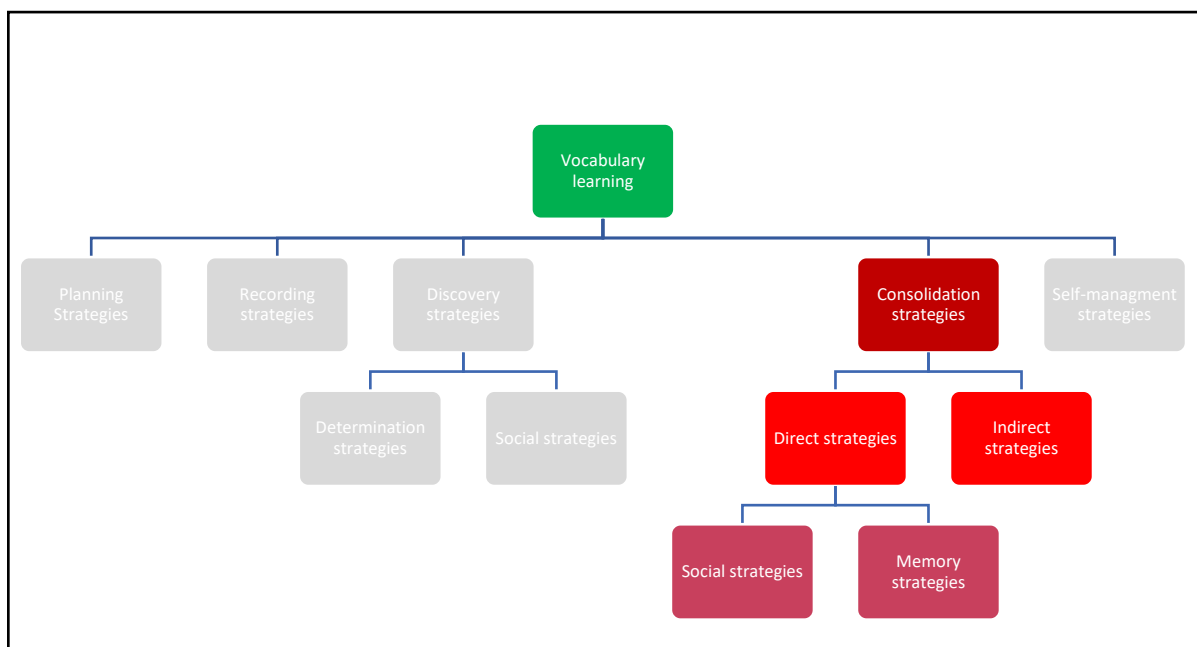 Vocabulary
learning
Planning
Strategies
Recording
strategies
Discovery
strategies
Consolidation
strategies
Self-managment
strategies
Determination
strategies
Social strategies
Direct strategies
Indirect
strategies
Social strategies
Memory
strategies